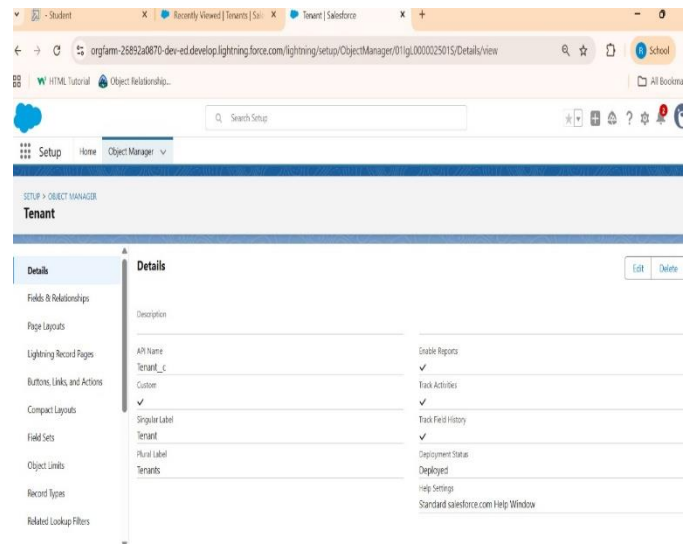 - Student
Recently Viewed | Tenants | Sale
Tenant | Salesforce
orgfarm-26892a0870-dev-ed.develop.lightning.force.com/lightning/setup/ObjectManager/01IgL000002501S/Details/view
School
HTML Tutorial
Object Relationship...
All Bookma
Search Setup
Setup
Home
Object Manager
SETUP > OBJECT MANAGER
Tenant
Details
Fields & Relationships
Page Layouts
Lightning Record Pages
Buttons, Links, and Actions
Compact Layouts
Field Sets
Object Limits
Record Types
Related Lookup Filters
Details
Edit
Delete
Description
API Name
Tenant__c
Custom
Singular Label
Tenant
Plural Label
Tenants
Enable Reports
Track Activities
Track Field History
Deployment Status
Deployed
Help Settings
Standard salesforce.com Help Window